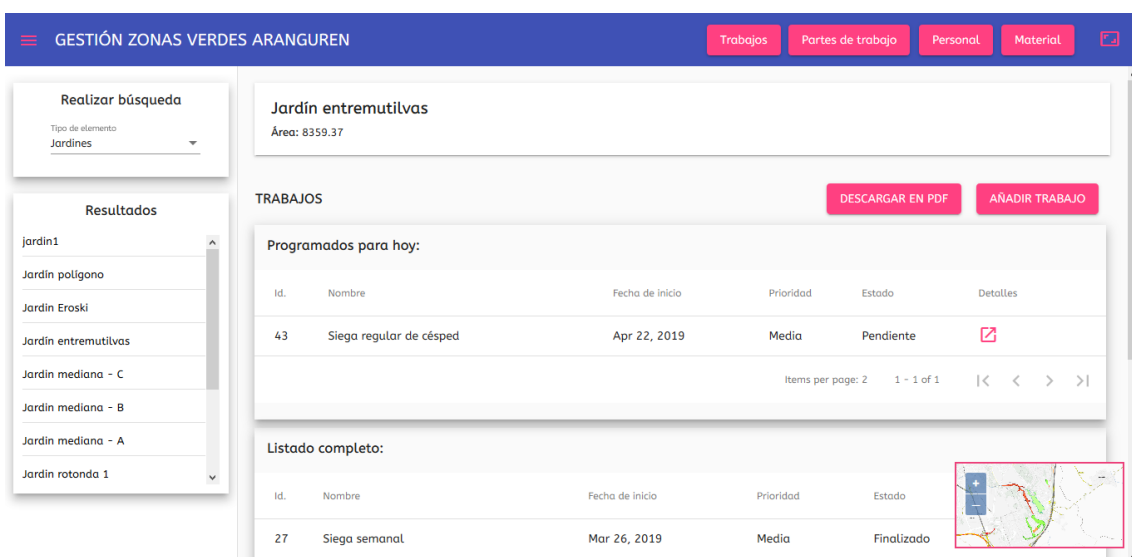 GESTIÓN ZONAS VERDES ARANGUREN
Trabajos Partes de trabajo Personal Material
Realizar búsqueda
Tipo de elemento
Jardines
Resultados
jardin1
Jardín polígono
Jardín Eroski
Jardín entremutilvas
Jardin mediana - C
Jardin mediana - B
Jardin mediana - A
Jardin rotonda 1
Jardín entremutilvas
Área: 8359.37
TRABAJOS
DESCARGAR EN PDF AÑADIR TRABAJO
Programados para hoy:
Id. Nombre Fecha de inicio Prioridad Estado Detalles
43 Siega regular de césped Apr 22, 2019 Media Pendiente
Items per page: 2 1 - 1 of 1
Listado completo:
Id. Nombre Fecha de inicio Prioridad Estado
27 Siega semanal Mar 26, 2019 Media Finalizado
+
−